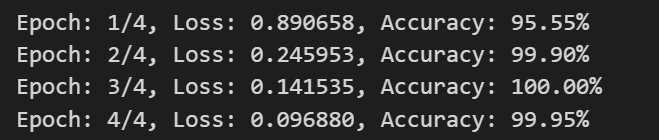 Epoch: 1/4, Loss: 0.890658, Accuracy: 95.55%
Epoch: 2/4, Loss: 0.245953, Accuracy: 99.90%
Epoch: 3/4, Loss: 0.141535, Accuracy: 100.00%
Epoch: 4/4, Loss: 0.096880, Accuracy: 99.95%